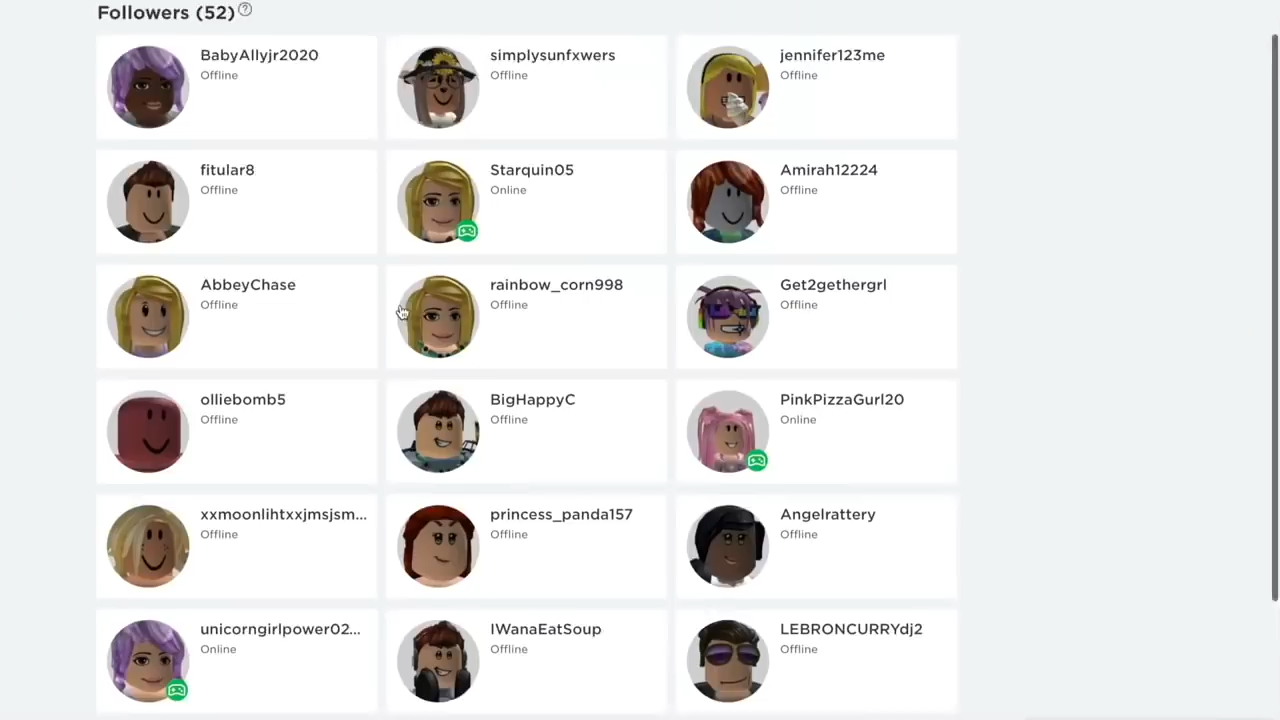 Followers (52) ?
BabyAllyjr2020
Offline
simplysunfxwers
Offline
jennifer123me
Offline
fitular8
Offline
Starquin05
Online
Amirah12224
Offline
AbbeyChase
Offline
rainbow_corn998
Offline
Get2gethergrl
Offline
olliebomb5
Offline
BigHappyC
Offline
PinkPizzaGurl20
Online
xxmoonlihtxxjmsjsm...
Offline
princess_panda157
Offline
Angelrattery
Offline
unicorngirlpower02...
Online
IWanaEatSoup
Offline
LEBRONCURRYdj2
Offline